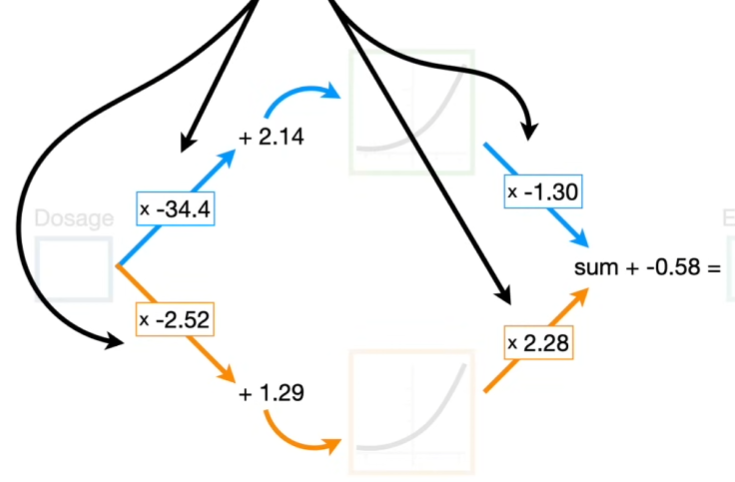 + 2.14
x -34.4
x -1.30
Dosage
E
sum + -0.58 =
x -2.52
x 2.28
+ 1.29